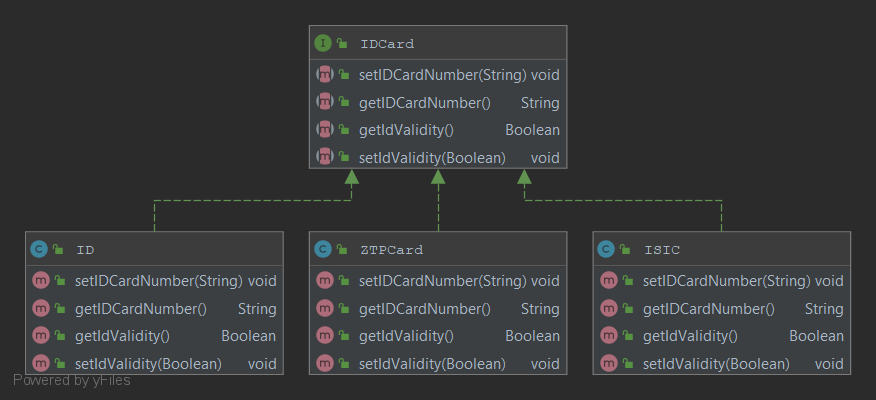 I IDCard
m setIDCardNumber(String) void
m getIDCardNumber() String
m getIdValidity() Boolean
m setIdValidity(Boolean) void
C ID
m setIDCardNumber(String) void
m getIDCardNumber() String
m getIdValidity() Boolean
m setIdValidity(Boolean) void
C ZTPCard
m setIDCardNumber(String) void
m getIDCardNumber() String
m getIdValidity() Boolean
m setIdValidity(Boolean) void
C ISIC
m setIDCardNumber(String) void
m getIDCardNumber() String
m getIdValidity() Boolean
m setIdValidity(Boolean) void
Powered by yFiles